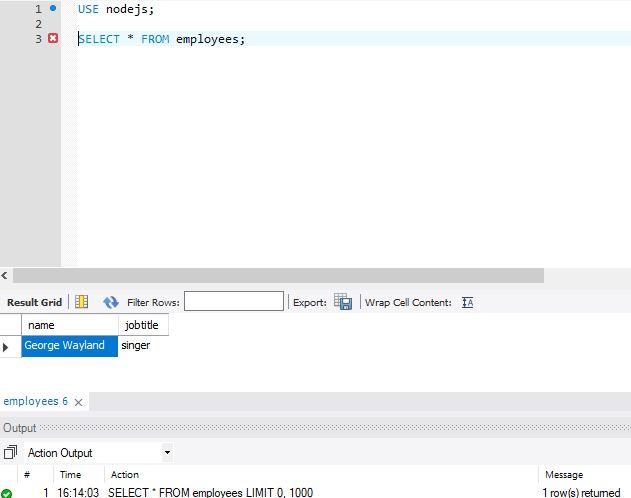 1 USE nodejs;
2
3 SELECT * FROM employees;
Result Grid Filter Rows: Export: Wrap Cell Content: IA
name jobtitle
George Wayland singer
employees 6 ×
Output
Action Output
# Time Action Message
1 16:14:03 SELECT * FROM employees LIMIT 0, 1000 1 row(s) returned